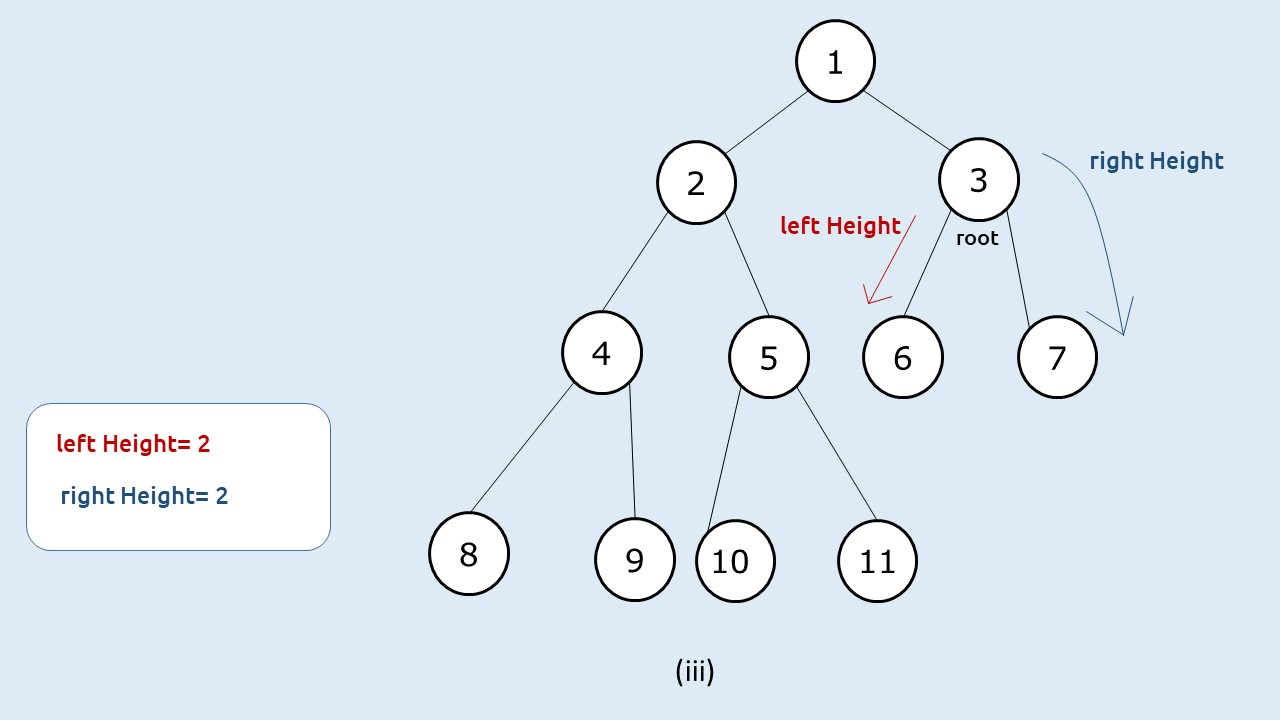 1
2
3
right Height
left Height
root
4
5
6
7
left Height= 2
right Height= 2
8
9
10
11
(iii)